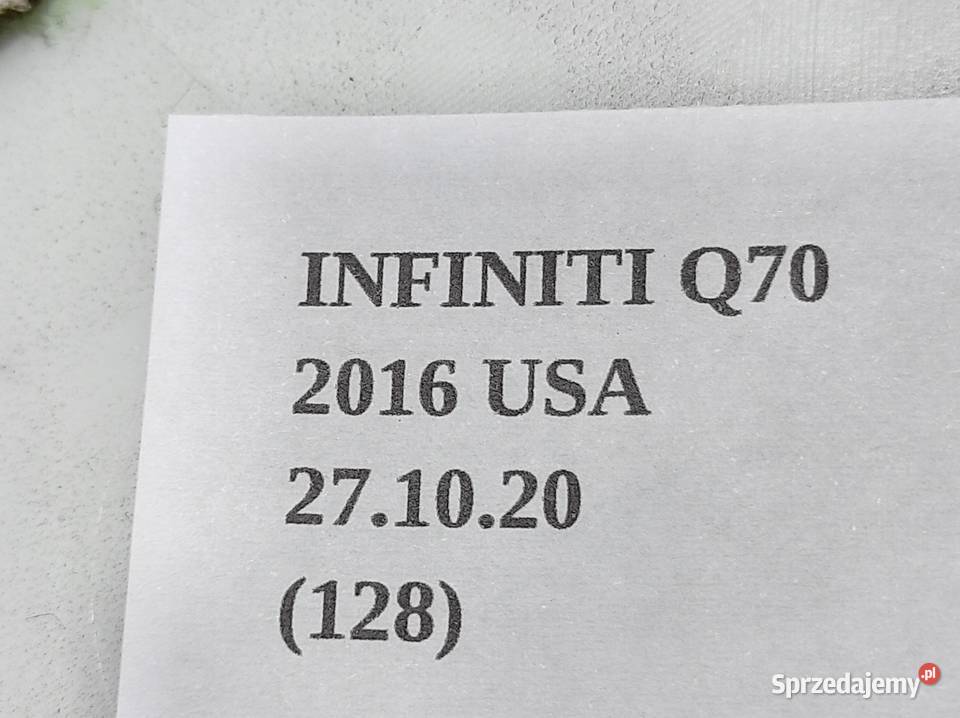 INFINITI Q70
2016 USA
27.10.20
(128)
Sprzedajemy.pl